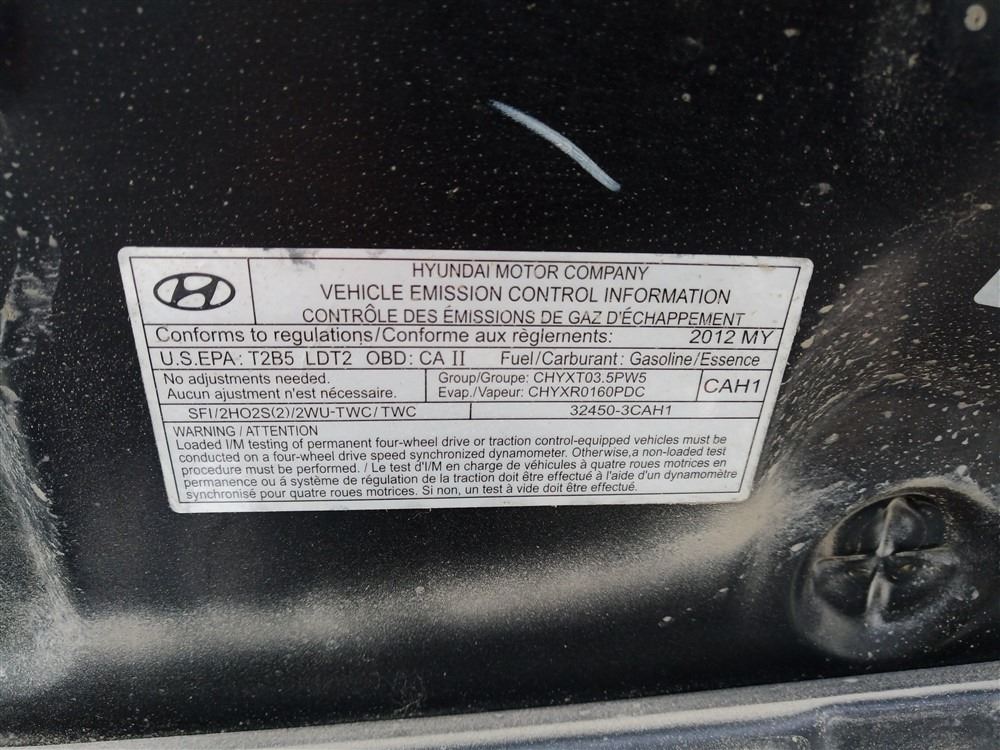 HYUNDAI MOTOR COMPANY
VEHICLE EMISSION CONTROL INFORMATION
CONTRÔLE DES ÉMISSIONS DE GAZ D'ÉCHAPPEMENT
Conforms to regulations/Conforme aux règlements: 2012 MY
U.S.EPA: T2B5 LDT2 OBD: CA II Fuel/Carburant: Gasoline/Essence
No adjustments needed.
Aucun ajustement n'est nécessaire.
Group/Groupe: CHYXT03.5PW5
Evap./Vapeur: CHYXR0160PDC
CAH1
SFI/2HO2S(2)/2WU-TWC/TWC
32450-3CAH1
WARNING / ATTENTION
Loaded I/M testing of permanent four-wheel drive or traction control-equipped vehicles must be
conducted on a four-wheel drive speed synchronized dynamometer. Otherwise,a non-loaded test
procedure must be performed. / Le test d'I/M en charge de véhicules à quatre roues motrices en
permanence ou á système de régulation de la traction doit être effectué à l'aide d'un dynamomètre
synchronisé pour quatre roues motrices. Si non, un test à vide doit être effectué.